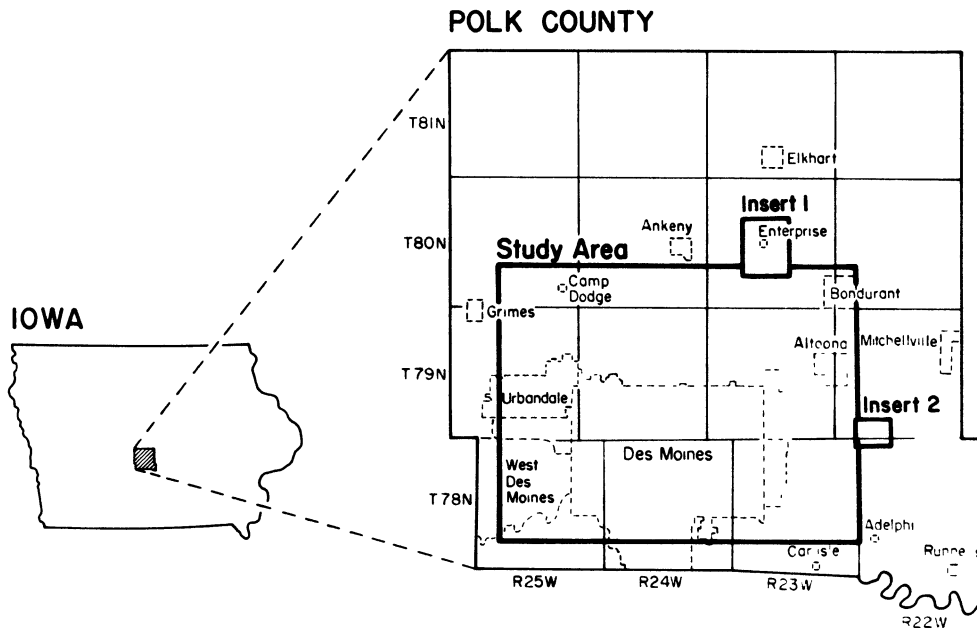 POLK COUNTY
T81N
Elkhart
Insert 1
Ankeny
Enterprise
T80N
Study Area
Camp
Dodge
Bondurant
Grimes
IOWA
Altoona
Mitchellville
T79N
Urbandale
Insert 2
Des Moines
West
Des
Moines
T78N
Adelphi
Carlisle
R25W
R24W
R23W
R22W